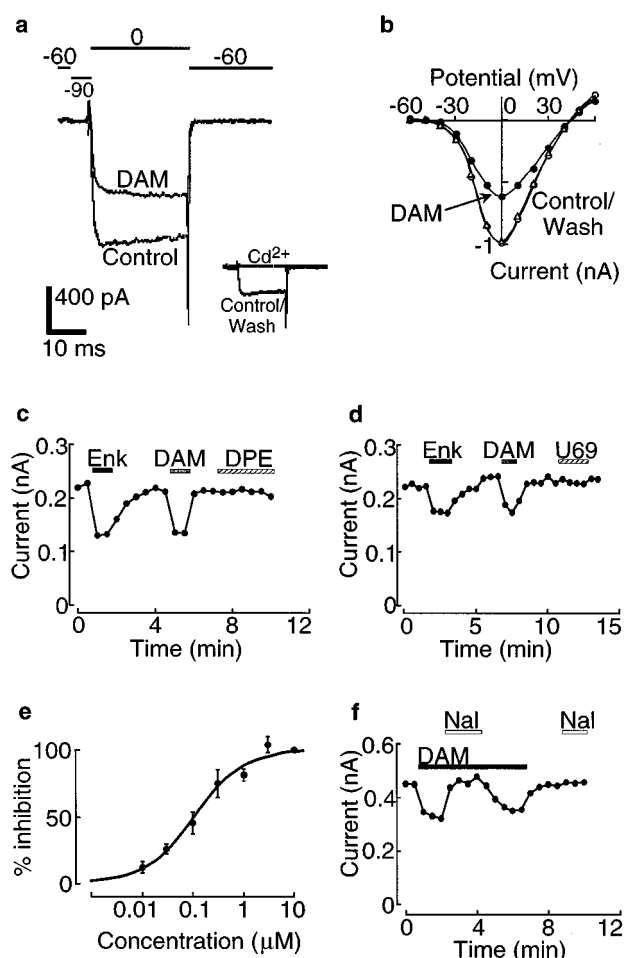 a
0
-60
-60
-90
DAM
Control
400 pA
10 ms
Cd2+
Control/
Wash
b
Potential (mV)
-60 -30 0 30 60
DAM
Control/
Wash
-1
Current (nA)
c
Enk DAM DPE
0.3
0.2
0.1
0
Current (nA)
0 4 8 12
Time (min)
d
Enk DAM U69
0.3
0.2
0.1
0
Current (nA)
0 5 10 15
Time (min)
e
100
50
0
% inhibition
0.01 0.1 1 10
Concentration (μM)
f
Nal Nal
DAM
0.6
0.4
0.2
0
Current (nA)
0 4 8 12
Time (min)